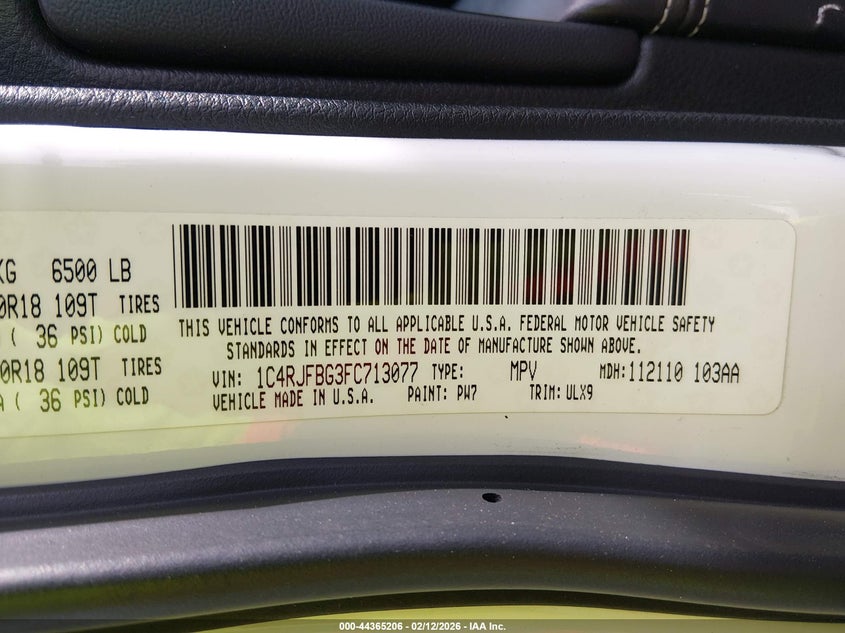 KG 6500 LB
0R18 109T TIRES
( 36 PSI) COLD
0R18 109T TIRES
A ( 36 PSI) COLD
THIS VEHICLE CONFORMS TO ALL APPLICABLE U.S.A. FEDERAL MOTOR VEHICLE SAFETY
STANDARDS IN EFFECT ON THE DATE OF MANUFACTURE SHOWN ABOVE.
VIN: 1C4RJFBG3FC713077 TYPE: MPV MDH:112110 103AA
VEHICLE MADE IN U.S.A. PAINT: PW7 TRIM: ULX9
000-44365206 - 02/12/2026 - IAA Inc.